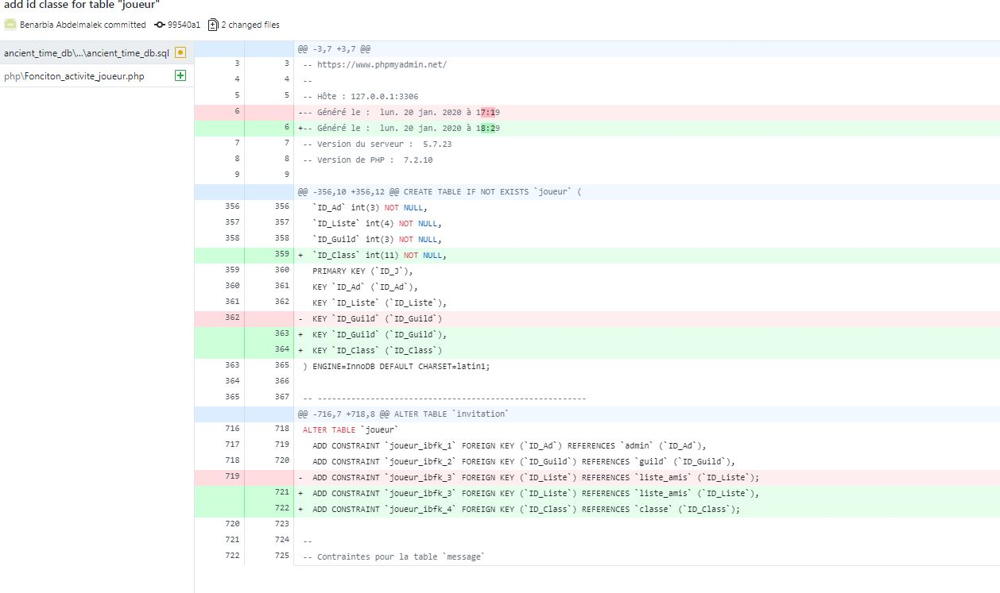 add id classe for table "joueur"
Benarbia Abdelmalek committed 99540a1 2 changed files
ancient_time_db\...\ancient_time_db.sql
php\Fonciton_activite_joueur.php
@@ -3,7 +3,7 @@
3 3 -- https://www.phpmyadmin.net/
4 4 --
5 5 -- Hôte : 127.0.0.1:3306
6 --- Généré le :  lun. 20 jan. 2020 à 17:19
6 +-- Généré le :  lun. 20 jan. 2020 à 18:29
7 7 -- Version du serveur :  5.7.23
8 8 -- Version de PHP :  7.2.10
9 9
@@ -356,10 +356,12 @@ CREATE TABLE IF NOT EXISTS `joueur` (
356 356 `ID_Ad` int(3) NOT NULL,
357 357 `ID_Liste` int(4) NOT NULL,
358 358 `ID_Guild` int(3) NOT NULL,
359 + `ID_Class` int(11) NOT NULL,
359 360 PRIMARY KEY (`ID_J`),
360 361 KEY `ID_Ad` (`ID_Ad`),
361 362 KEY `ID_Liste` (`ID_Liste`),
362 - KEY `ID_Guild` (`ID_Guild`)
363 + KEY `ID_Guild` (`ID_Guild`),
364 + KEY `ID_Class` (`ID_Class`)
363 365 ) ENGINE=InnoDB DEFAULT CHARSET=latin1;
364 366
365 367 -- --------------------------------------------------------
@@ -716,7 +718,8 @@ ALTER TABLE `invitation`
716 718 ALTER TABLE `joueur`
717 719 ADD CONSTRAINT `joueur_ibfk_1` FOREIGN KEY (`ID_Ad`) REFERENCES `admin` (`ID_Ad`),
718 720 ADD CONSTRAINT `joueur_ibfk_2` FOREIGN KEY (`ID_Guild`) REFERENCES `guild` (`ID_Guild`),
719 - ADD CONSTRAINT `joueur_ibfk_3` FOREIGN KEY (`ID_Liste`) REFERENCES `liste_amis` (`ID_Liste`);
721 + ADD CONSTRAINT `joueur_ibfk_3` FOREIGN KEY (`ID_Liste`) REFERENCES `liste_amis` (`ID_Liste`),
722 + ADD CONSTRAINT `joueur_ibfk_4` FOREIGN KEY (`ID_Class`) REFERENCES `classe` (`ID_Class`);
720 723
721 724 --
722 725 -- Contraintes pour la table `message`